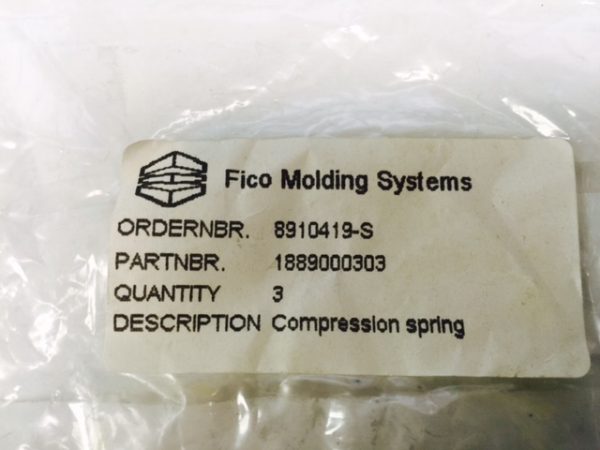 Fico Molding Systems
ORDERNBR. 8910419-S
PARTNBR. 1889000303
QUANTITY 3
DESCRIPTION Compression spring